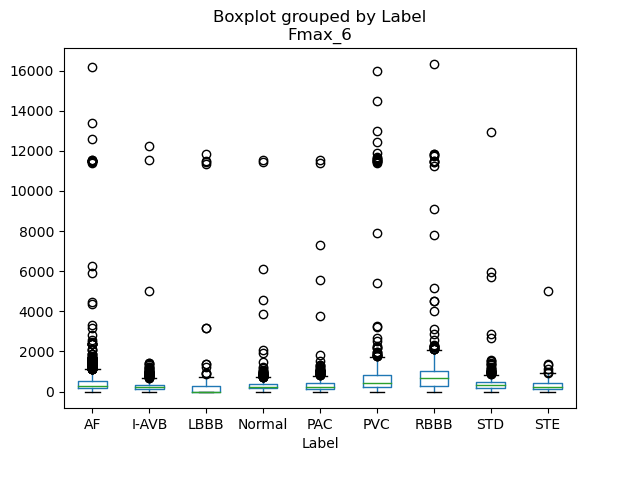 Boxplot grouped by Label
Fmax_6
16000
14000
12000
10000
8000
6000
4000
2000
0
AF I-AVB LBBB Normal PAC PVC RBBB STD STE
Label